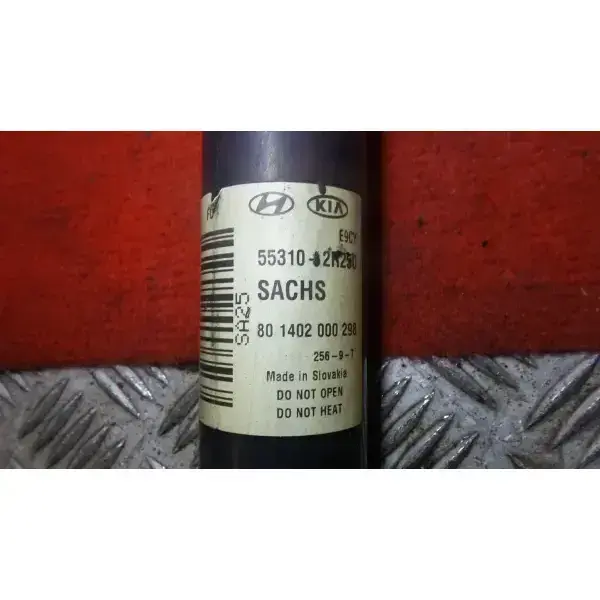 KIA
E9CY
55310-
SACHS
80 1402 000 298
256-9-7
Made in Slovakia
DO NOT OPEN
DO NOT HEAT
SA25